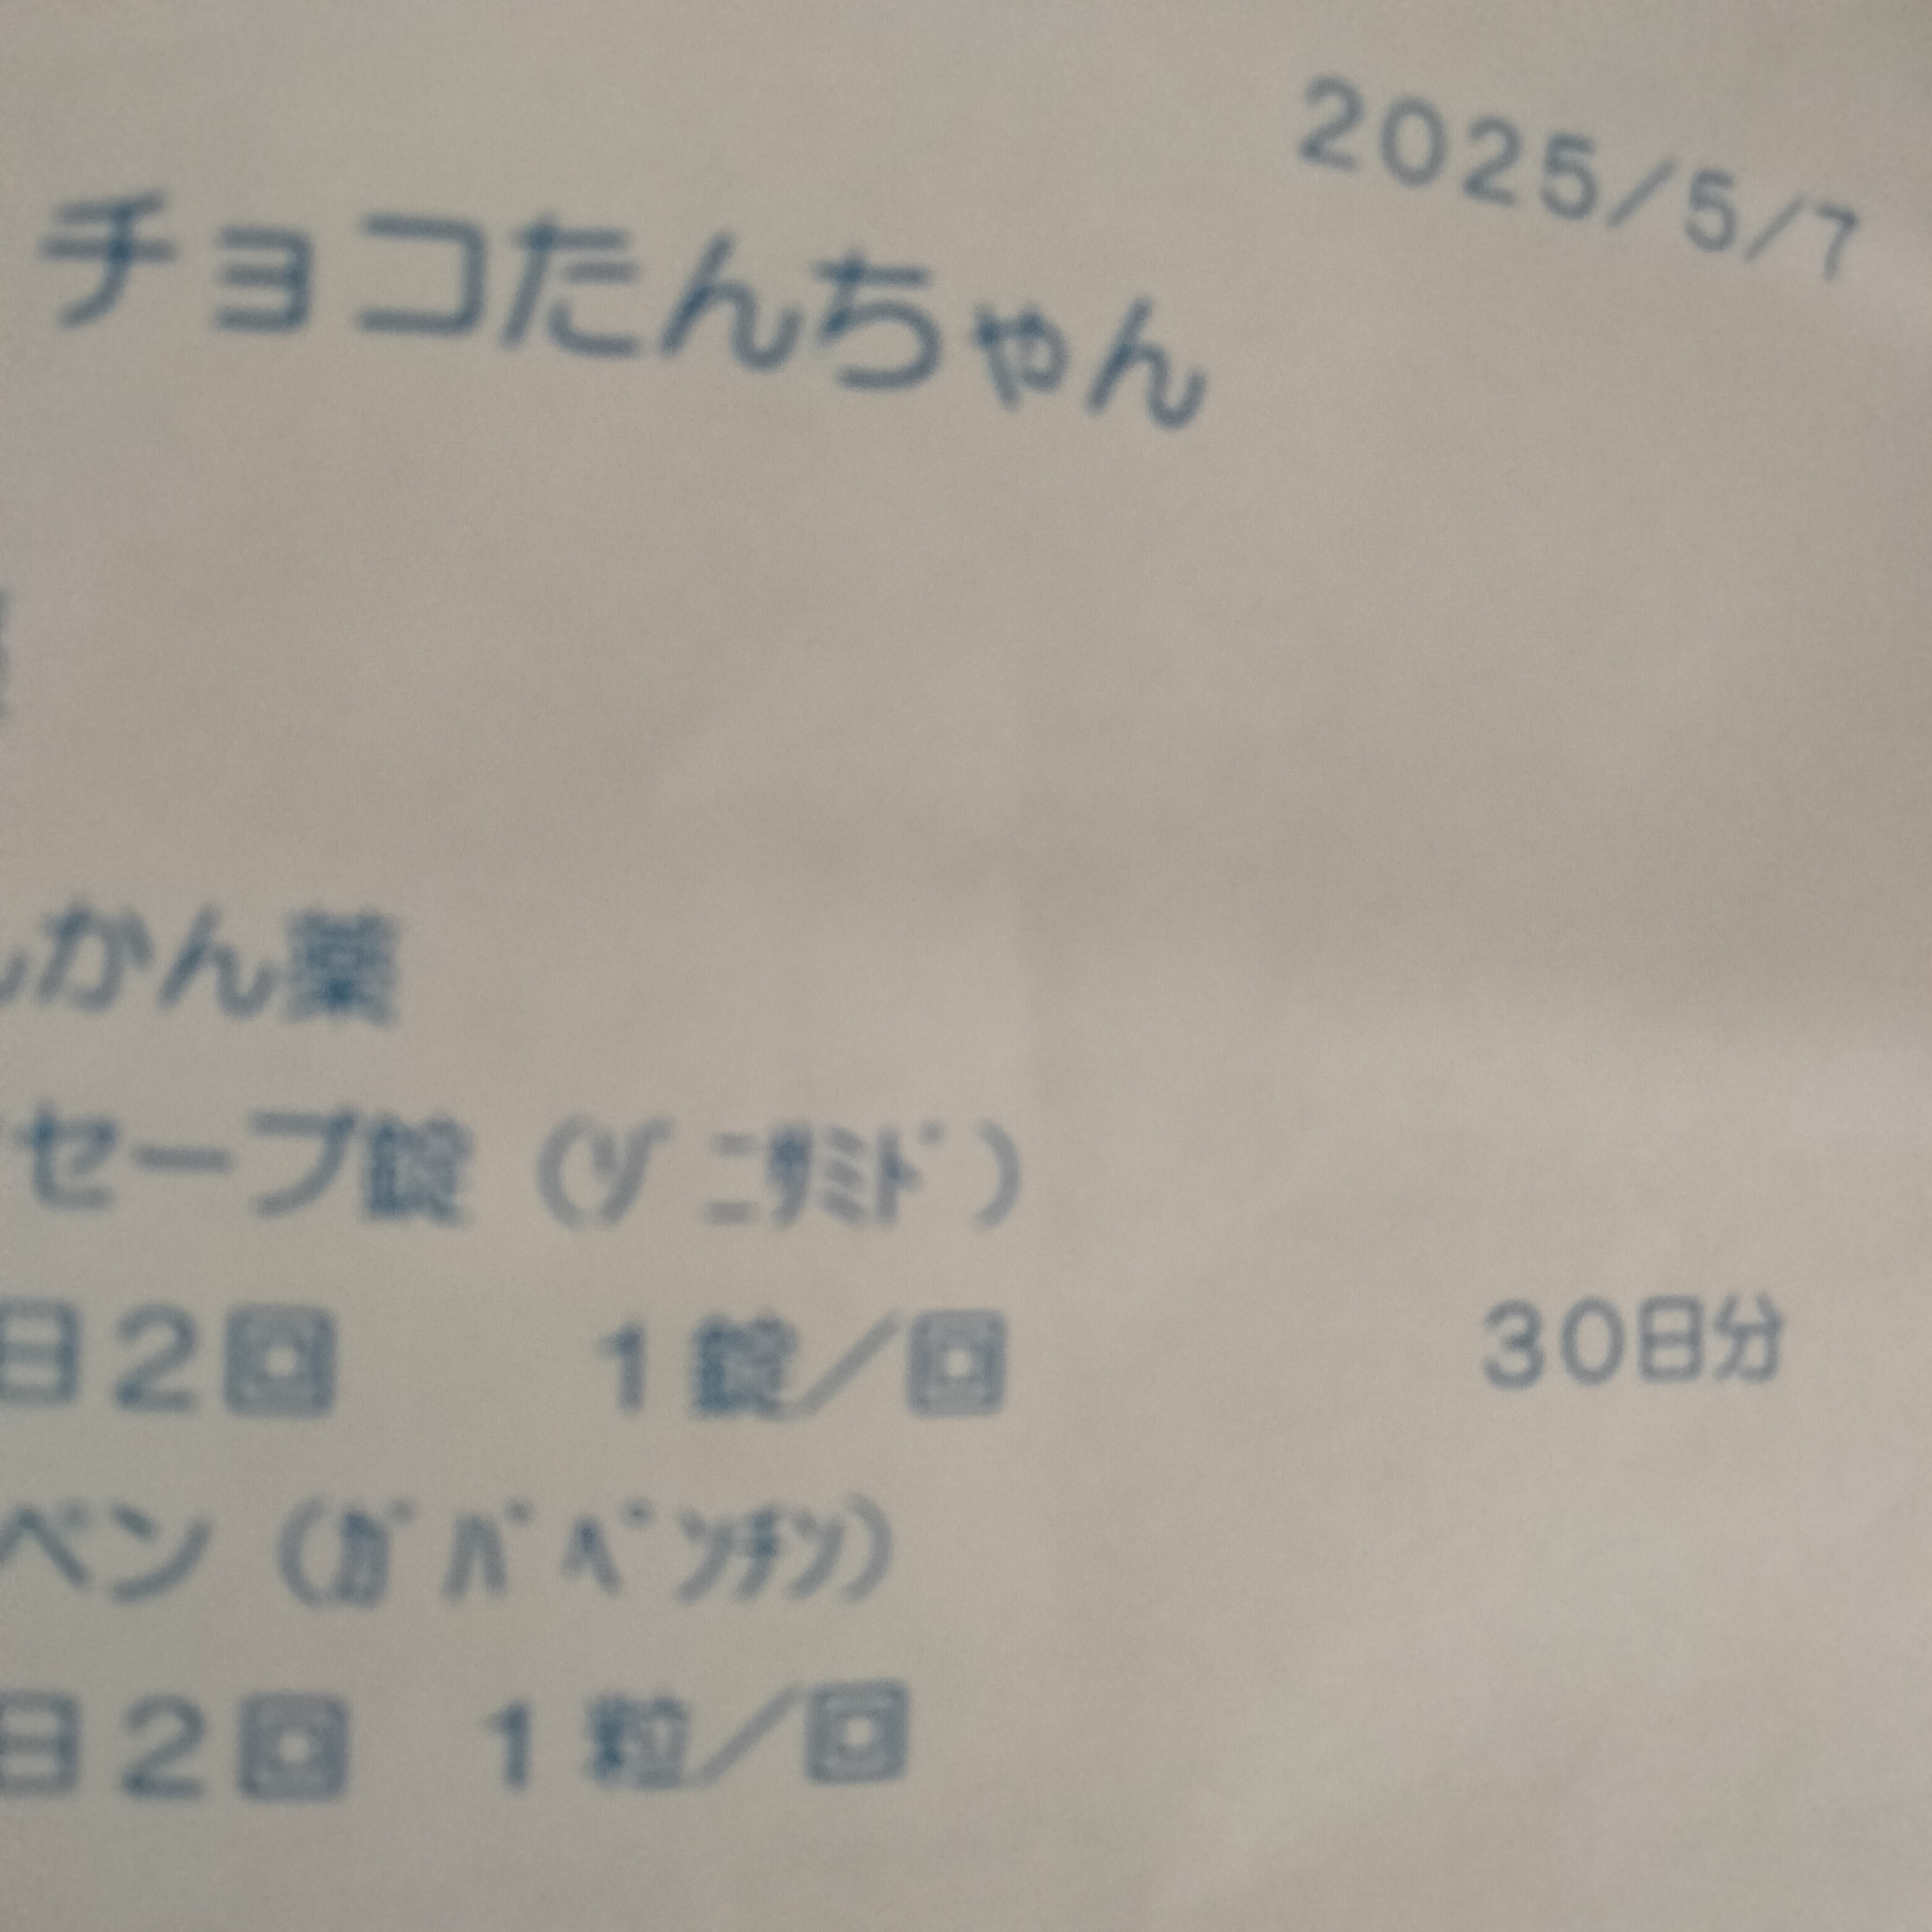 2025/5/7
チョコたんちゃん
んかん薬
セーブ錠（ｿﾞﾆｻﾐﾄﾞ）
日２回　１錠／回　30日分
ペン（ｶﾞﾊﾞﾍﾟﾝﾁﾝ）
日２回　１粒／回